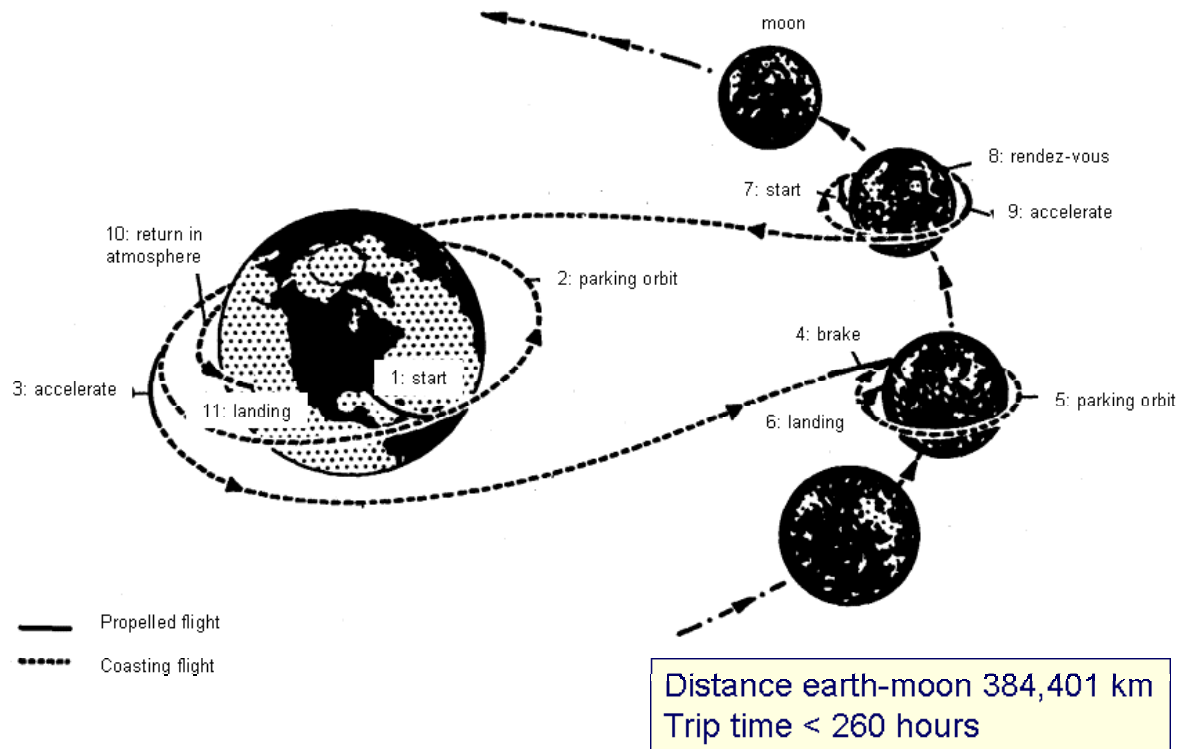 moon
8: rendez-vous
7: start
9: accelerate
10: return in
atmosphere
2: parking orbit
4: brake
1: start
3: accelerate
11: landing
6: landing
5: parking orbit
Propelled flight
Coasting flight
Distance earth-moon 384,401 km
Trip time < 260 hours